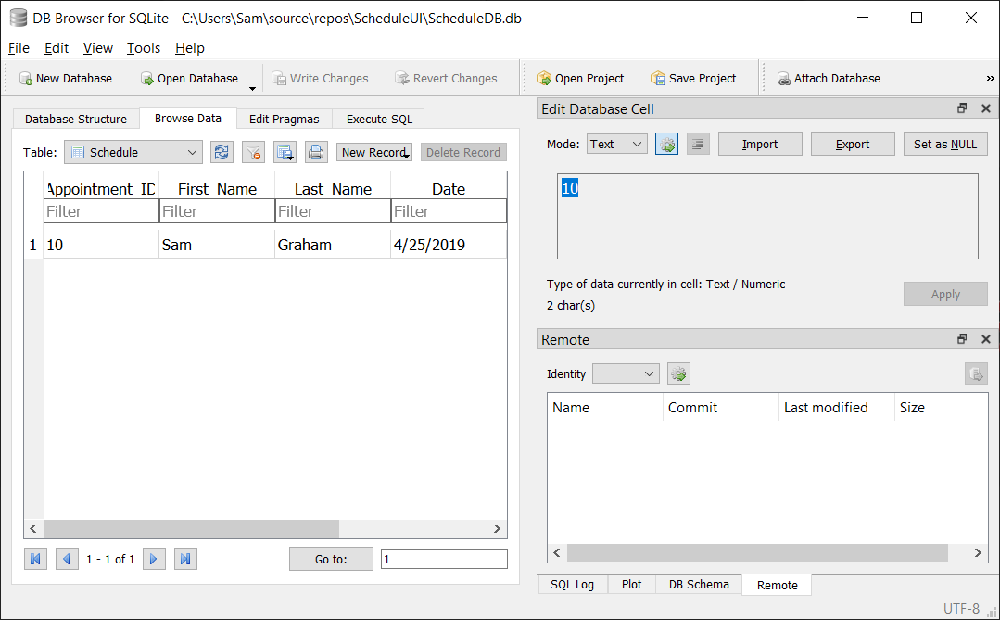 DB Browser for SQLite - C:\Users\Sam\source\repos\ScheduleUI\ScheduleDB.db
File Edit View Tools Help
New Database Open Database Write Changes Revert Changes Open Project Save Project Attach Database »
Database Structure Browse Data Edit Pragmas Execute SQL
Table: Schedule New Record Delete Record
Appointment_ID First_Name Last_Name Date
Filter Filter Filter Filter
1 10 Sam Graham 4/25/2019
1 - 1 of 1 Go to: 1
Edit Database Cell
Mode: Text Import Export Set as NULL
10
Type of data currently in cell: Text / Numeric
2 char(s)
Apply
Remote
Identity
Name Commit Last modified Size
SQL Log Plot DB Schema Remote
UTF-8